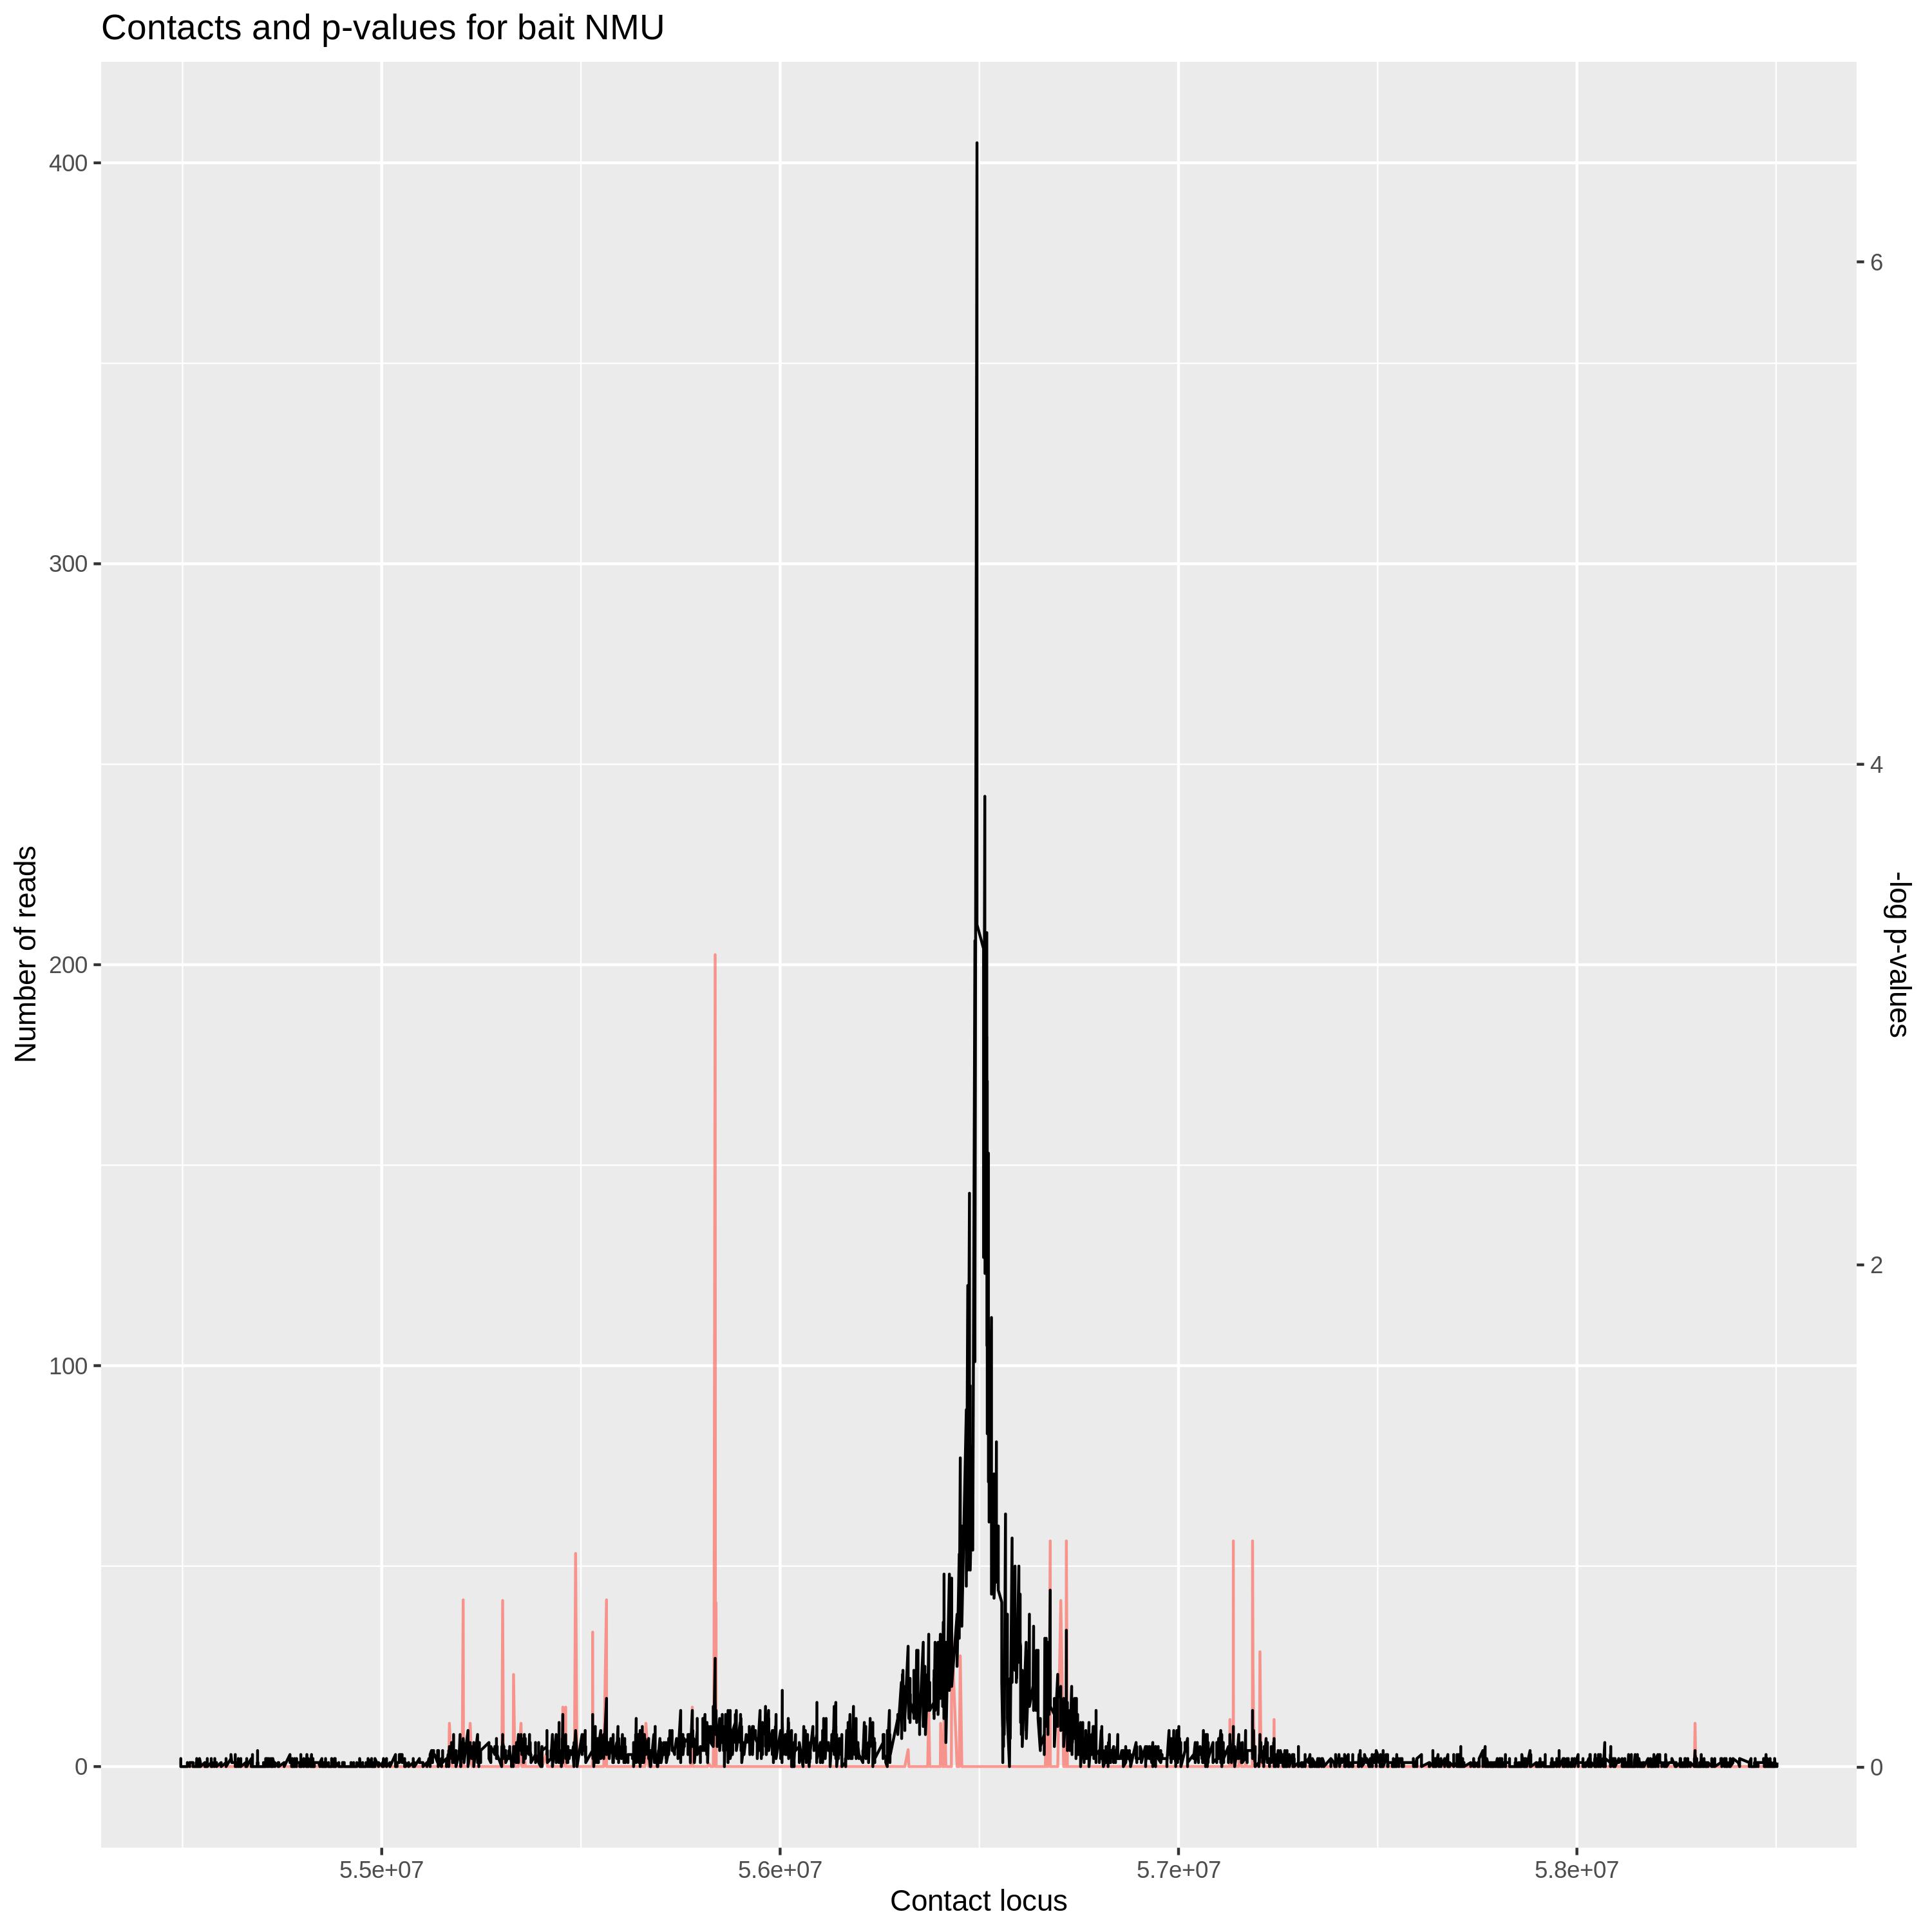 Contacts and p-values for bait NMU
400
300
200
100
0
Number of reads
6
4
2
0
-log p-values
5.5e+07
5.6e+07
5.7e+07
5.8e+07
Contact locus